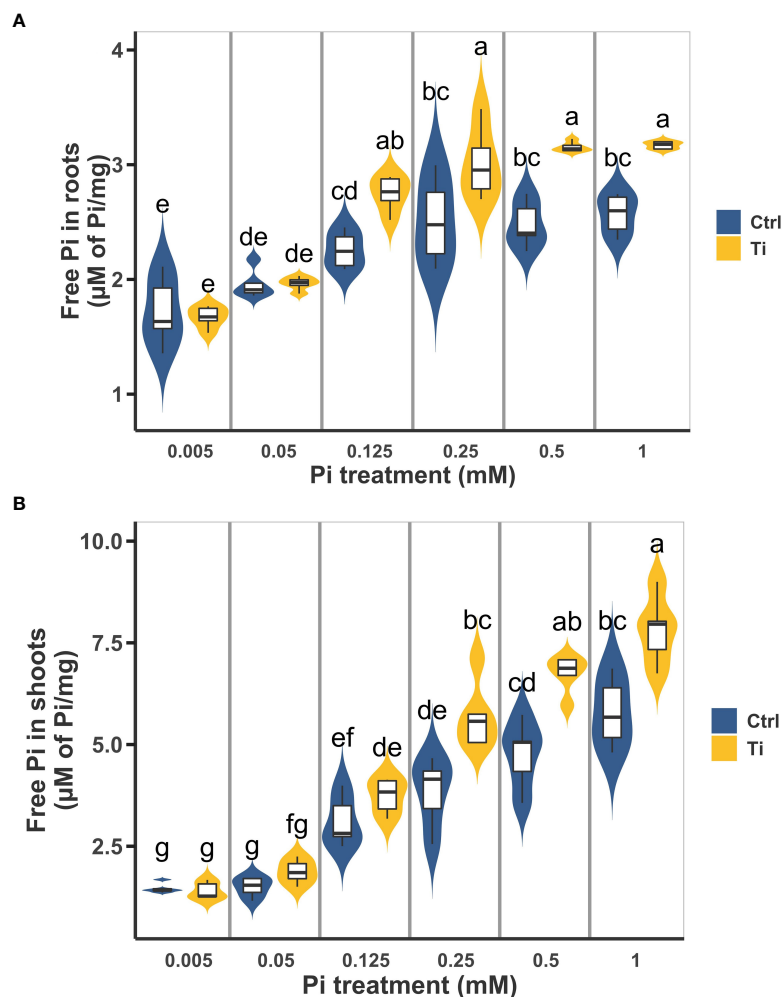 A
Free Pi in roots
(µM of Pi/mg)
4
3
2
1
e
e
de
de
cd
ab
bc
a
bc
a
bc
a
Ctrl
Ti
0.005
0.05
0.125
0.25
0.5
1
Pi treatment (mM)
B
Free Pi in shoots
(µM of Pi/mg)
10.0
7.5
5.0
2.5
g
g
g
fg
ef
de
de
bc
cd
ab
bc
a
Ctrl
Ti
0.005
0.05
0.125
0.25
0.5
1
Pi treatment (mM)